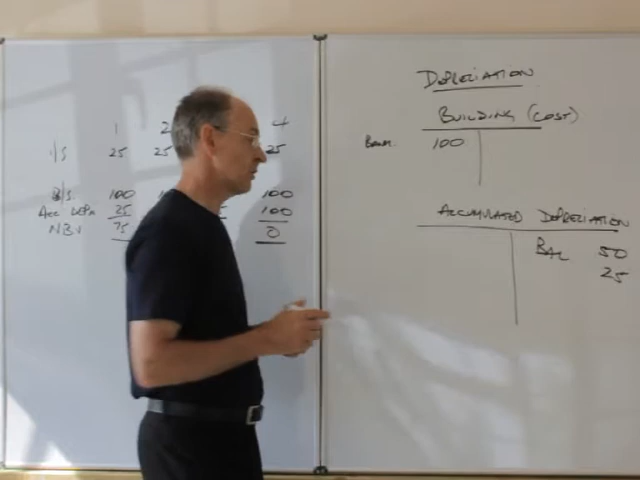 1 2 4
I/S 25 25 25
B/S. 100 100
Acc Depn 25 100
NBV 75 0
DEPRECIATION
BUILDING (COST)
100
ACCUMULATED DEPRECIATION
BAL 50
25